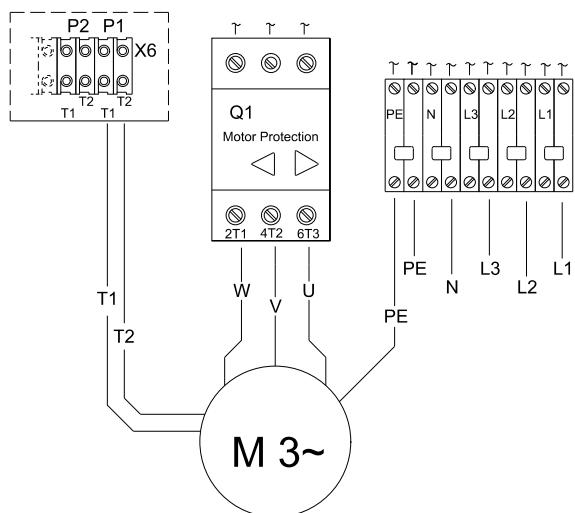 P2 P1
X6
T2 T2
T1 T1
Q1
Motor Protection
2T1 4T2 6T3
PE N L3 L2 L1
W V U
T1
T2
PE
N
L3
L2
L1
PE
M 3~